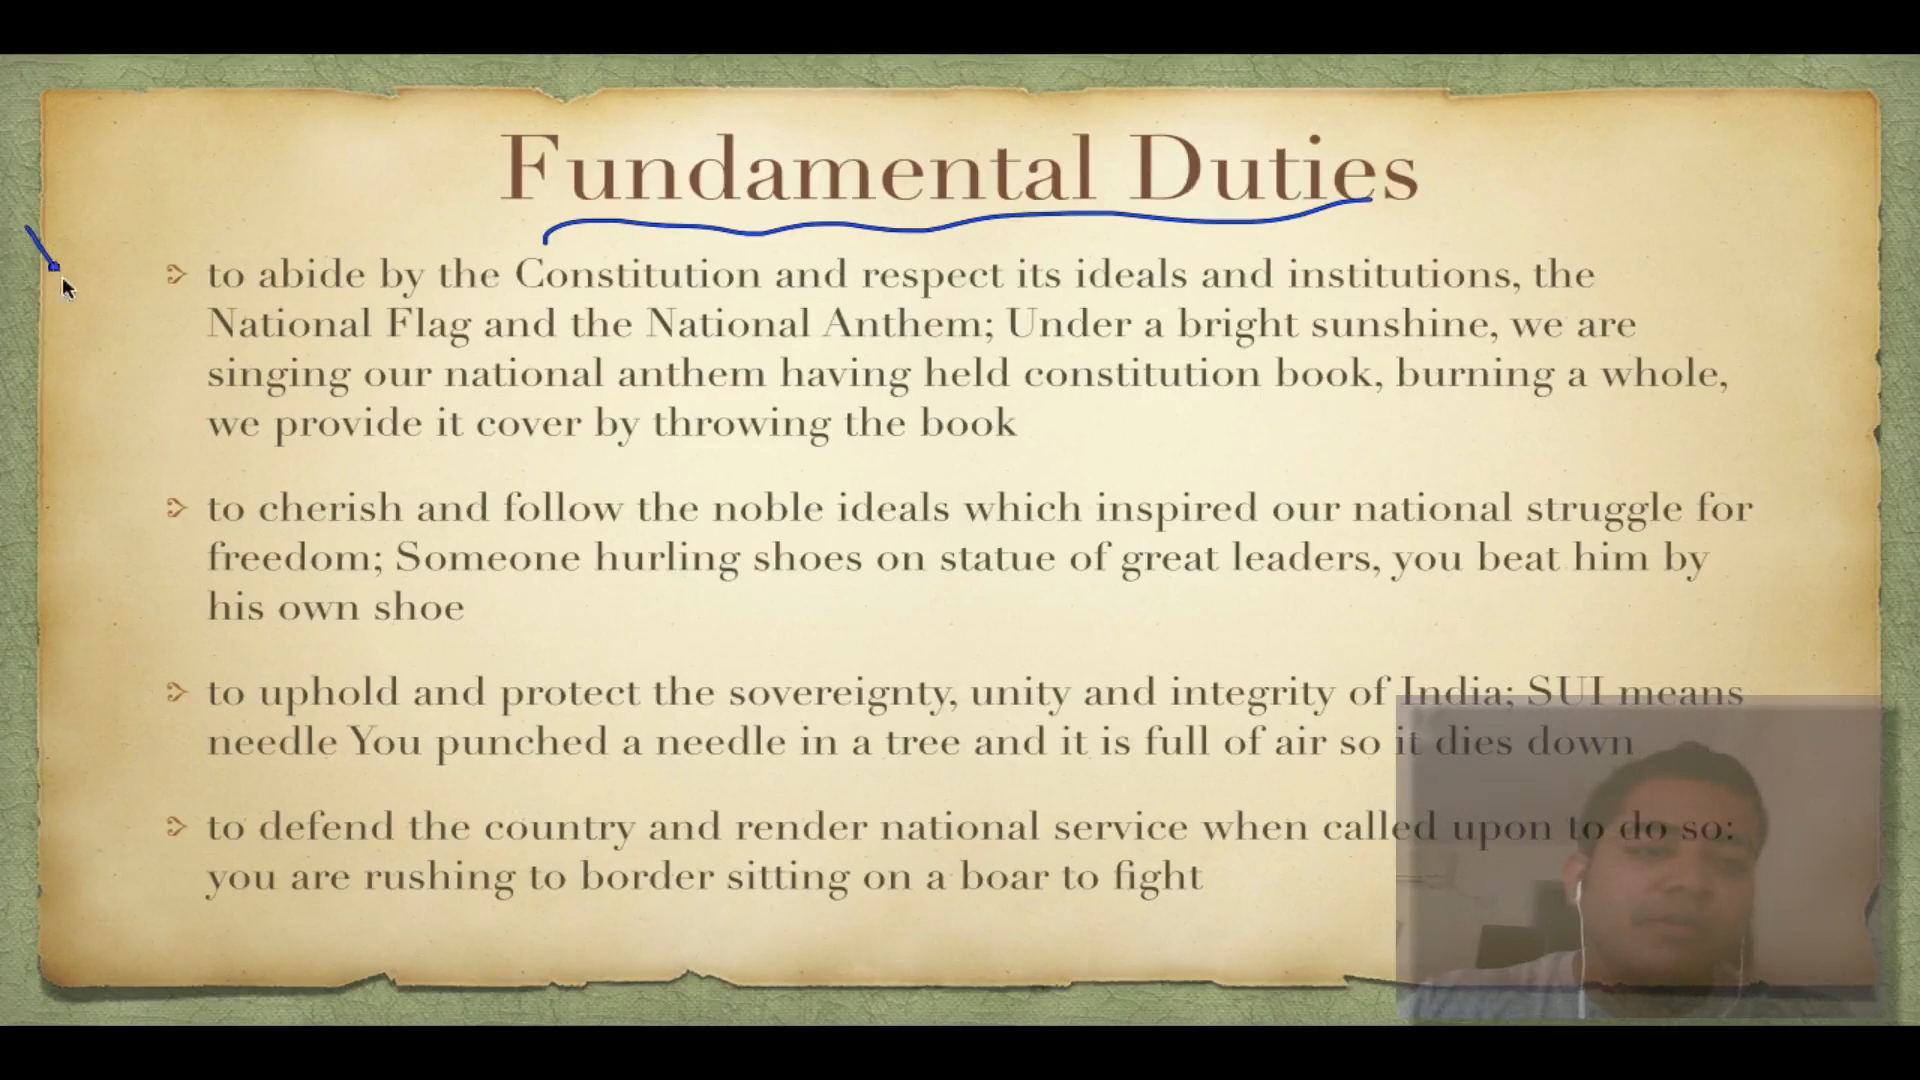 Fundamental Duties
to abide by the Constitution and respect its ideals and institutions, the
National Flag and the National Anthem; Under a bright sunshine, we are
singing our national anthem having held constitution book, burning a whole,
we provide it cover by throwing the book
to cherish and follow the noble ideals which inspired our national struggle for
freedom; Someone hurling shoes on statue of great leaders, you beat him by
his own shoe
to uphold and protect the sovereignty, unity and integrity of India; SUI means
needle You punched a needle in a tree and it is full of air so it dies down
to defend the country and render national service when called upon to do so:
you are rushing to border sitting on a boar to fight